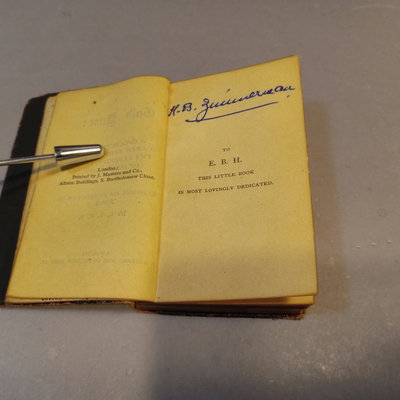 London:
Printed by J. Masters and Co.,
Albion Buildings, S. Bartholomew Close.
H. B. Zimmerman
TO
E. B. H.
THIS LITTLE BOOK
IS MOST LOVINGLY DEDICATED.